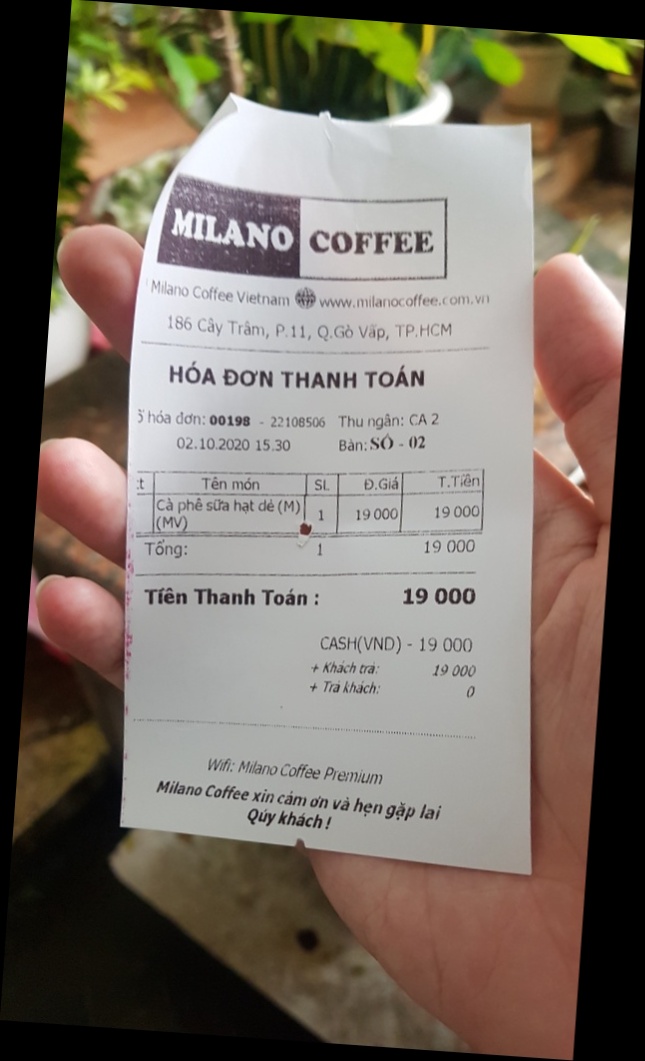 MILANO COFFEE
Milano Coffee Vietnam www.milanocoffee.com.vn
186 Cây Trâm, P.11, Q.Gò Vấp, TP.HCM
HÓA ĐƠN THANH TOÁN
hóa đơn: 00198 - 22108506 Thu ngân: CA 2
02.10.2020 15.30 Bàn: SỐ - 02
t Tên món SL Đ.Giá T.Tiền
Cà phê sữa hạt dẻ (M) 1 19 000 19 000
(MV)
Tổng: 1 19 000
Tiền Thanh Toán : 19 000
CASH(VND) - 19 000
+ Khách trả: 19 000
+ Trả khách: 0
Wifi: Milano Coffee Premium
Milano Coffee xin cảm ơn và hẹn gặp lai
Qúy khách !